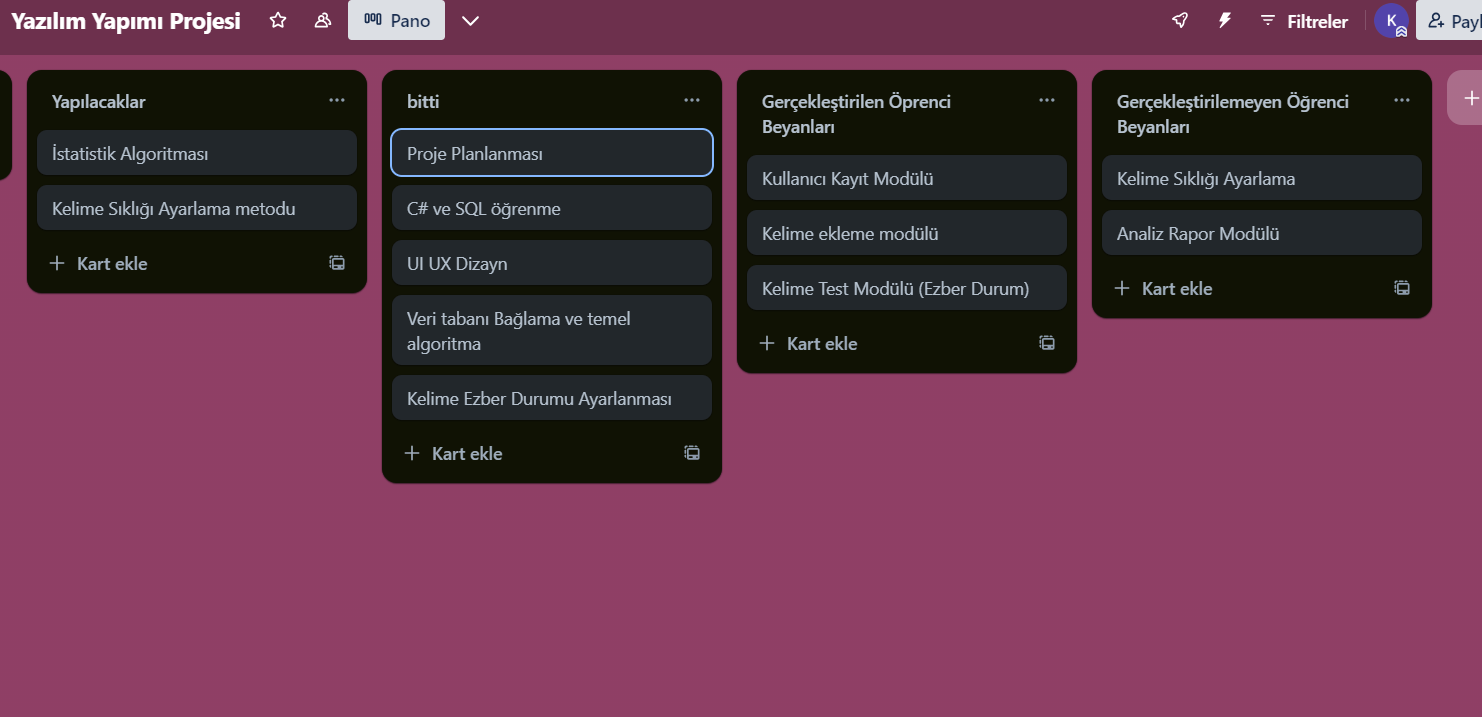 Yazılım Yapımı Projesi
Pano
Filtreler
K
Payl
Yapılacaklar
İstatistik Algoritması
Kelime Sıklığı Ayarlama metodu
Kart ekle
bitti
Proje Planlanması
C# ve SQL öğrenme
UI UX Dizayn
Veri tabanı Bağlama ve temel
algoritma
Kelime Ezber Durumu Ayarlanması
Kart ekle
Gerçekleştirilen Öprenci
Beyanları
Kullanıcı Kayıt Modülü
Kelime ekleme modülü
Kelime Test Modülü (Ezber Durum)
Kart ekle
Gerçekleştirilemeyen Öğrenci
Beyanları
Kelime Sıklığı Ayarlama
Analiz Rapor Modülü
Kart ekle